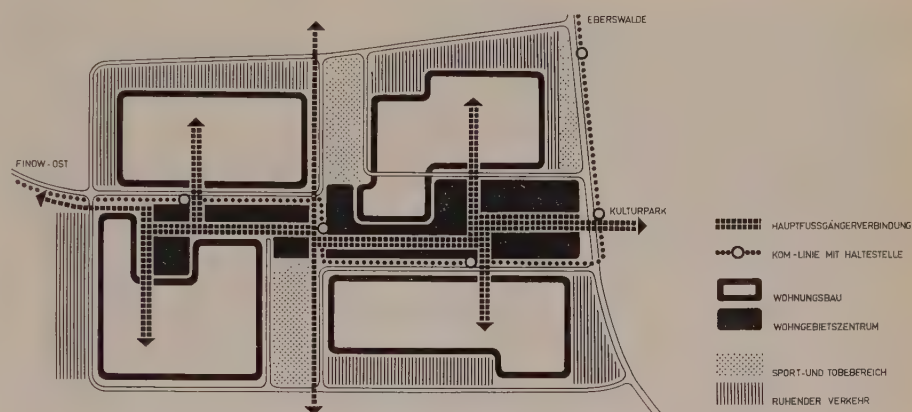 EBERSWALDE
FINOW-OST
KULTURPARK
HAUPTFUSSGÄNGERVERBINDUNG
KOM-LINIE MIT HALTESTELLE
WOHNUNGSBAU
WOHNGEBIETSZENTRUM
SPORT-UND TOBEBEREICH
RUHENDER VERKEHR